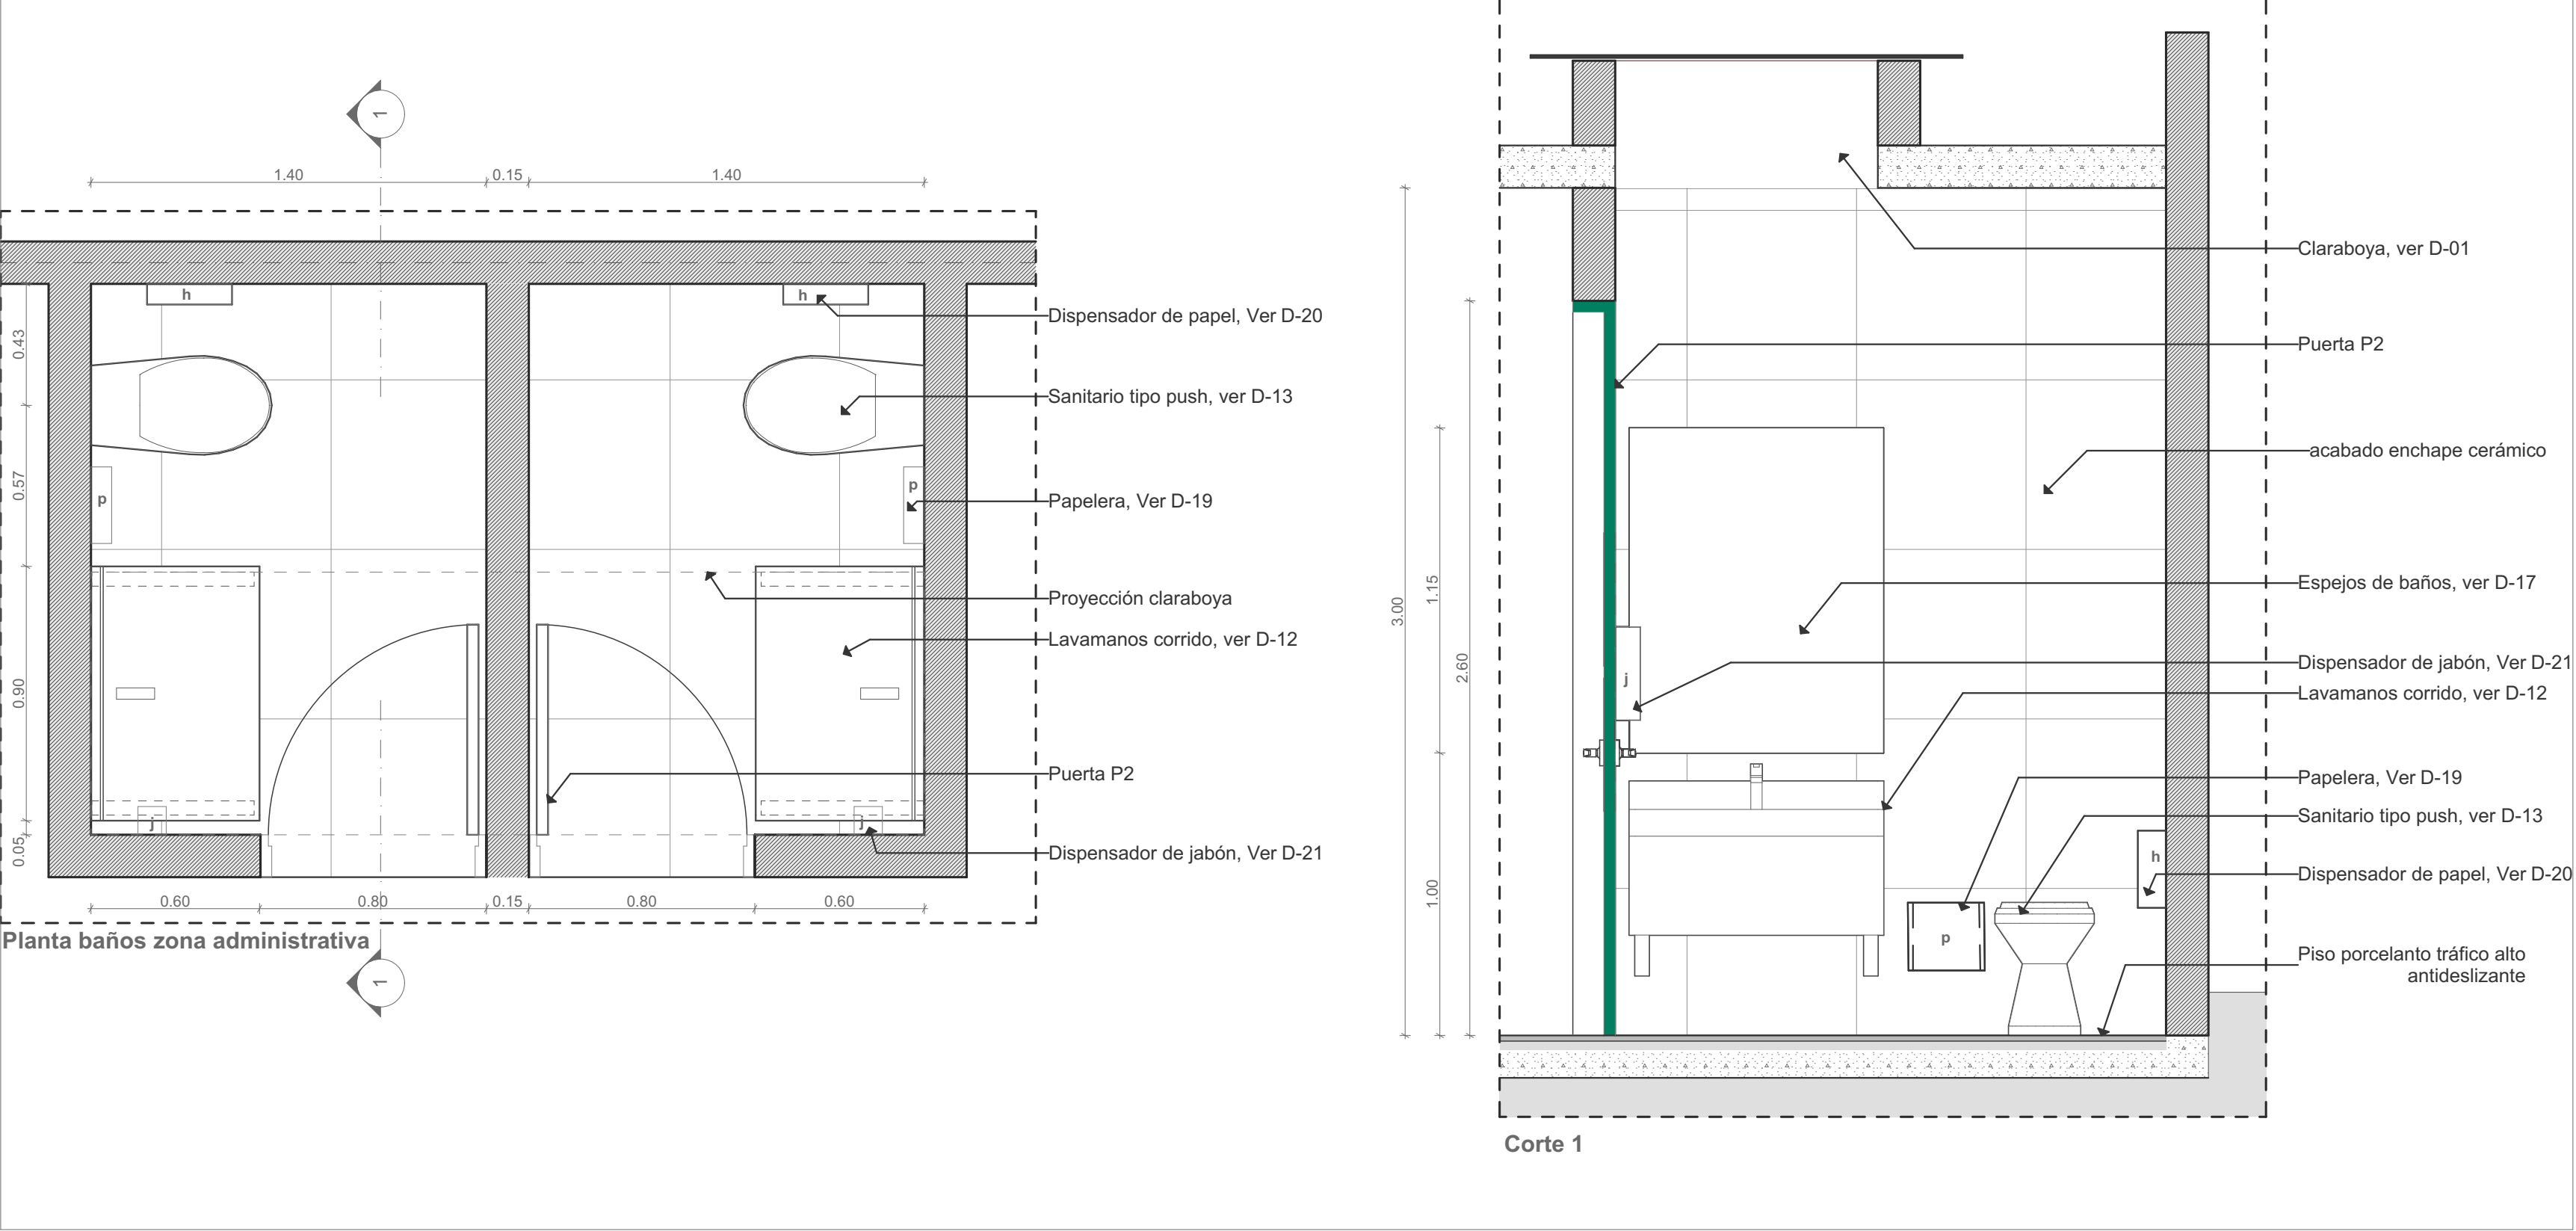 1
1.40
0.15
1.40
h
h
Dispensador de papel, Ver D-20
0.43
Sanitario tipo push, ver D-13
0.57
p
p
Papelera, Ver D-19
Proyección claraboya
Lavamanos corrido, ver D-12
0.90
Puerta P2
j
j
0.05
Dispensador de jabón, Ver D-21
0.60
0.80
0.15
0.80
0.60
Planta baños zona administrativa
1
Claraboya, ver D-01
Puerta P2
acabado enchape cerámico
Espejos de baños, ver D-17
3.00
1.15
2.60
j
Dispensador de jabón, Ver D-21
Lavamanos corrido, ver D-12
Papelera, Ver D-19
Sanitario tipo push, ver D-13
h
Dispensador de papel, Ver D-20
1.00
p
Piso porcelanto tráfico alto
antideslizante
Corte 1